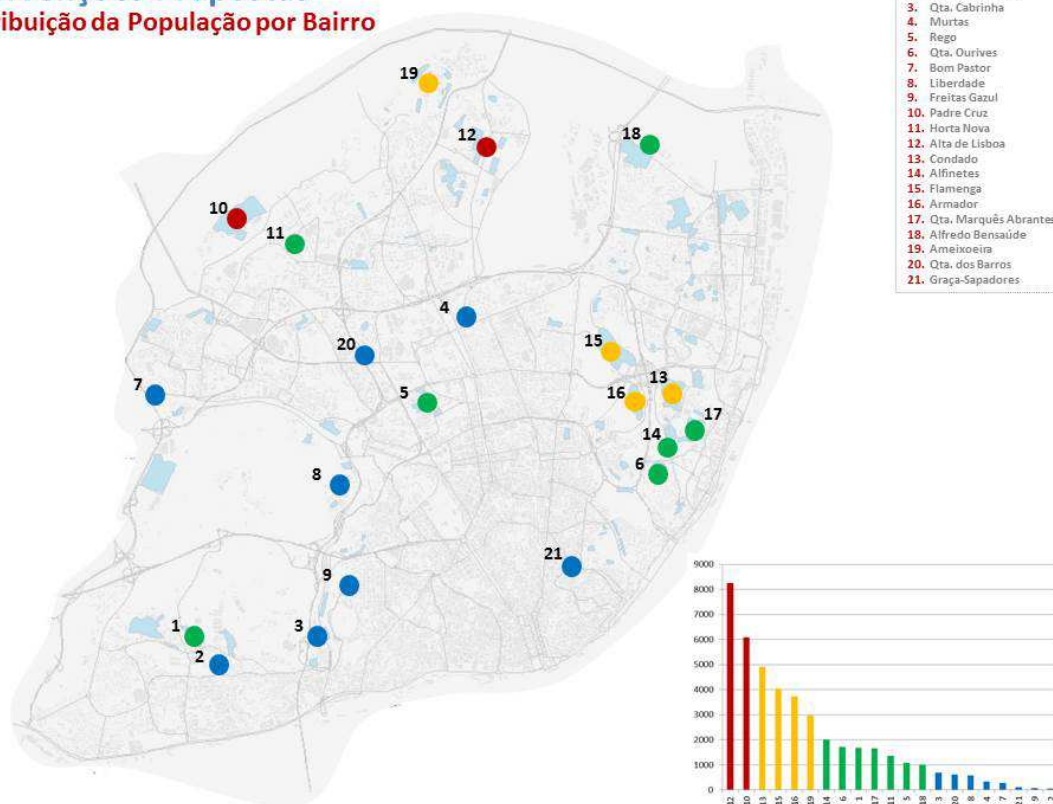 ribuição da População por Bairro
3. Qta. Cabrinha
4. Murtas
5. Rego
6. Qta. Ourives
7. Bom Pastor
8. Liberdade
9. Freitas Gazul
10. Padre Cruz
11. Horta Nova
12. Alta de Lisboa
13. Condado
14. Alfinetes
15. Flamenga
16. Armador
17. Qta. Marquês Abrantes
18. Alfredo Bensaúde
19. Ameixoeira
20. Qta. dos Barros
21. Graça-Sapadores
19
12
18
10
11
4
15
20
13
7
5
16
17
14
6
8
21
9
1
3
2
9000
8000
7000
6000
5000
4000
3000
2000
1000
0
12 10 13 15 16 19 14 6 1 17 11 5 18 3 20 8 4 7 21 9 2